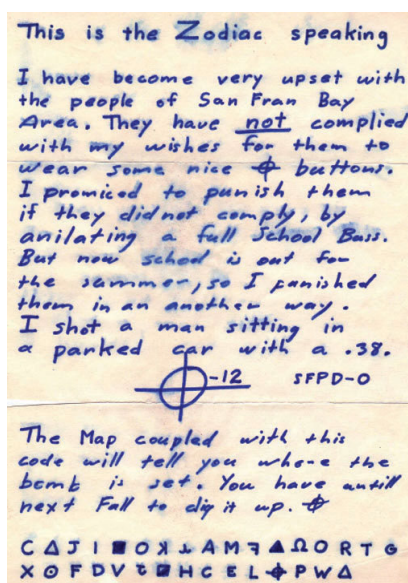 This is the Zodiac speaking
I have become very upset with
the people of San Fran Bay
Area. They have not complied
with my wishes for them to
wear some nice ⌖ buttons.
I promiced to punish them
if they did not comply, by
anilating a full School Buss.
But now school is out for
the summer, so I punished
them in an another way.
I shot a man sitting in
a parked car with a .38.
⌖-12 SFPD-0
The Map coupled with this
code will tell you where the
bomb is set. You have antill
next Fall to dig it up. ⌖
C Δ J I ■ O ꓘ ⅄ A M ꟻ ▲ Ω O R T G
X ⊙ F D V ■ H C E L ⌖ P W Δ